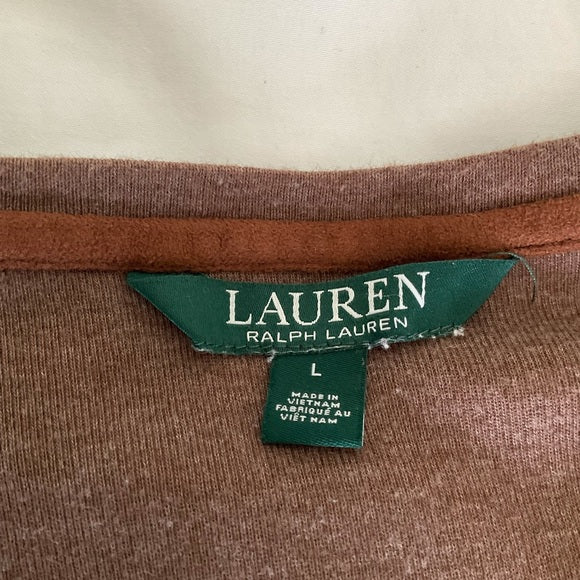 LAUREN
RALPH LAUREN
L
MADE IN
VIETNAM
FABRIQUÉ AU
VIÊT NAM